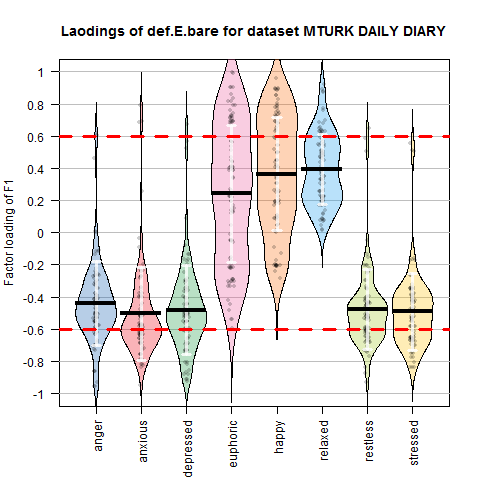 Laodings of def.E.bare for dataset MTURK DAILY DIARY
Factor loading of F1
1
0.8
0.6
0.4
0.2
0
-0.2
-0.4
-0.6
-0.8
-1
anger
anxious
depressed
euphoric
happy
relaxed
restless
stressed